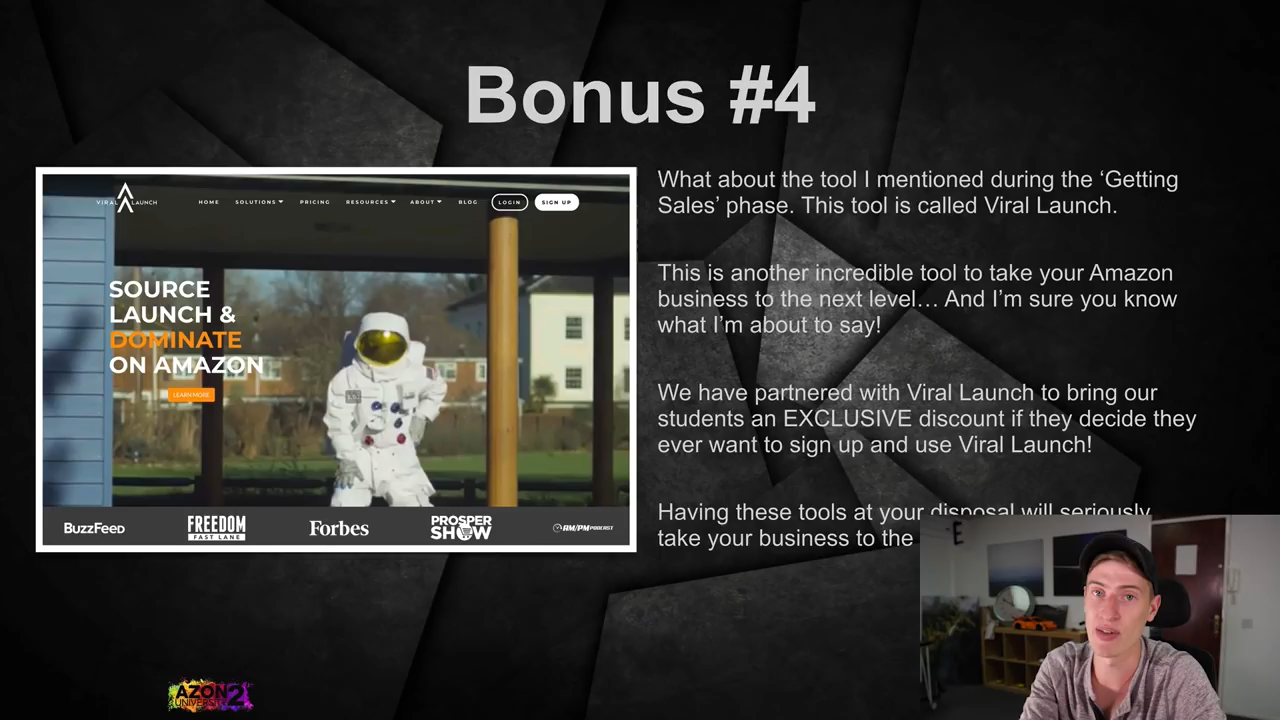 Bonus #4
VIRAL LAUNCH
HOME SOLUTIONS PRICING RESOURCES ABOUT BLOG LOGIN SIGN UP
SOURCE
LAUNCH &
DOMINATE
ON AMAZON
LEARN MORE
BuzzFeed FREEDOM FAST LANE Forbes PROSPER SHOW AM/PM PODCAST
What about the tool I mentioned during the ‘Getting
Sales’ phase. This tool is called Viral Launch.
This is another incredible tool to take your Amazon
business to the next level… And I’m sure you know
what I’m about to say!
We have partnered with Viral Launch to bring our
students an EXCLUSIVE discount if they decide they
ever want to sign up and use Viral Launch!
Having these tools at your disposal will seriously
take your business to the
E
AZON
UNIVERSITY 2